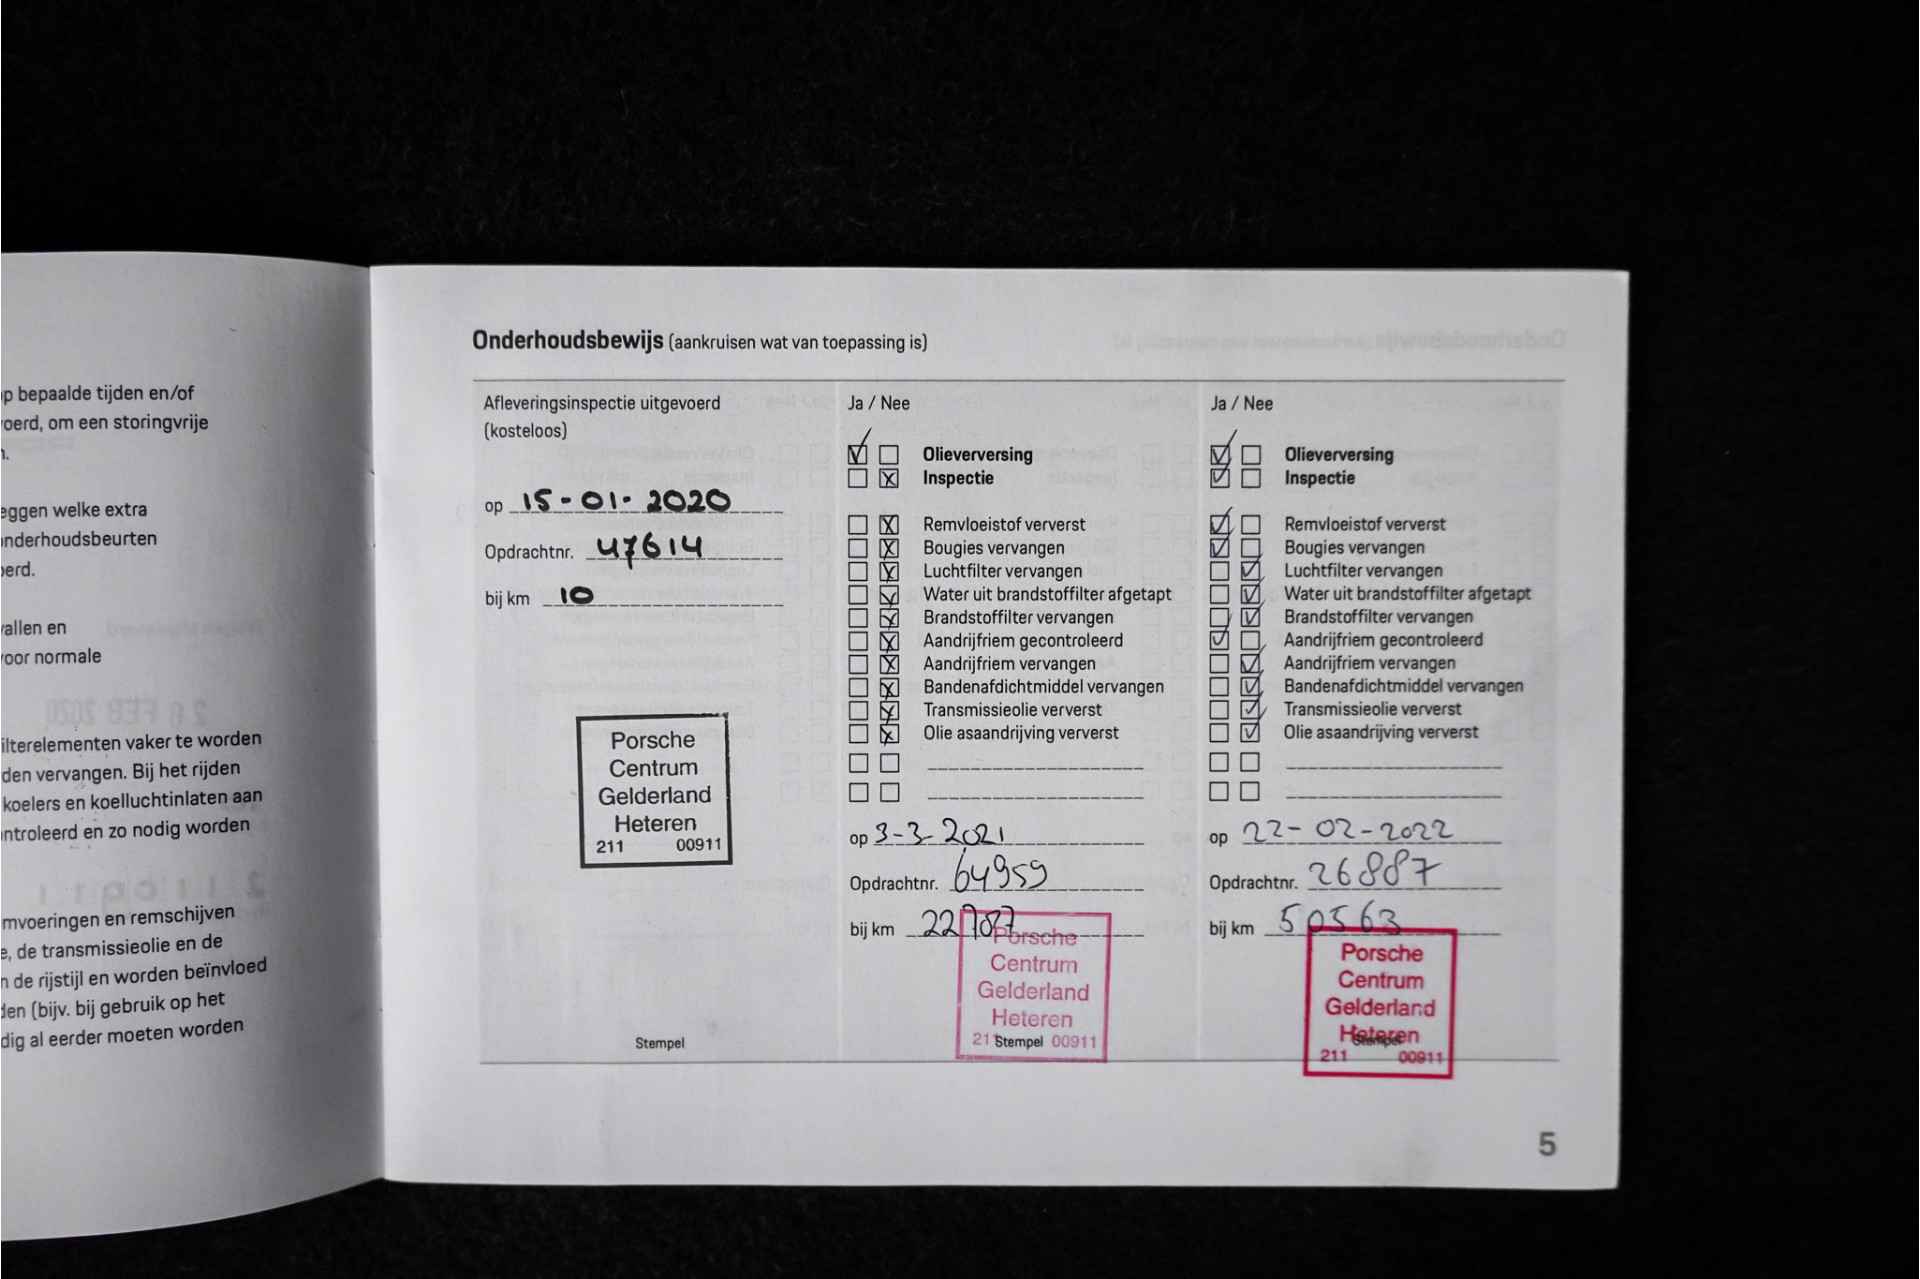 op bepaalde tijden en/of
voerd, om een storingvrije
n.
eggen welke extra
onderhoudsbeurten
oerd.
vallen en
voor normale
ilterelementen vaker te worden
den vervangen. Bij het rijden
koelers en koelluchtinlaten aan
ntroleerd en zo nodig worden
mvoeringen en remschijven
e, de transmissieolie en de
n de rijstijl en worden beïnvloed
den (bijv. bij gebruik op het
dig al eerder moeten worden
Onderhoudsbewijs (aankruisen wat van toepassing is)
Afleveringsinspectie uitgevoerd
(kosteloos)
op 15-01-2020
Opdrachtnr. 47614
bij km 10
Porsche
Centrum
Gelderland
Heteren
211 00911
Stempel
Ja / Nee
Olieverversing
Inspectie
Remvloeistof ververst
Bougies vervangen
Luchtfilter vervangen
Water uit brandstoffilter afgetapt
Brandstoffilter vervangen
Aandrijfriem gecontroleerd
Aandrijfriem vervangen
Bandenafdichtmiddel vervangen
Transmissieolie ververst
Olie asaandrijving ververst
op 3-3-2021
Opdrachtnr. 64959
bij km 22787
Porsche
Centrum
Gelderland
Heteren
211 Stempel 00911
Ja / Nee
Olieverversing
Inspectie
Remvloeistof ververst
Bougies vervangen
Luchtfilter vervangen
Water uit brandstoffilter afgetapt
Brandstoffilter vervangen
Aandrijfriem gecontroleerd
Aandrijfriem vervangen
Bandenafdichtmiddel vervangen
Transmissieolie ververst
Olie asaandrijving ververst
op 22-02-2022
Opdrachtnr. 26887
bij km 50563
Porsche
Centrum
Gelderland
Heteren
Stempel
211 00911
5